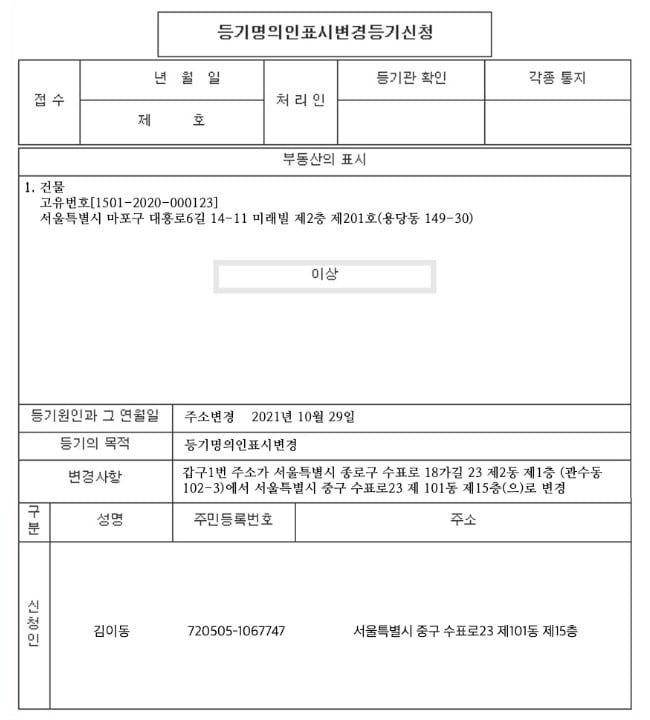 등기명의인표시변경등기신청
접 수
년 월 일
처 리 인
등기관 확인
각종 통지
제 호
부동산의 표시
1. 건물
고유번호[1501-2020-000123]
서울특별시 마포구 대흥로6길 14-11 미래빌 제2층 제201호(용당동 149-30)
이상
등기원인과 그 연월일
주소변경 2021년 10월 29일
등기의 목적
등기명의인표시변경
변경사항
갑구1번 주소가 서울특별시 종로구 수표로 18가길 23 제2동 제1층 (관수동
102-3)에서 서울특별시 중구 수표로23 제 101동 제15층(으)로 변경
구분
성명
주민등록번호
주소
신청인
김이동
720505-1067747
서울특별시 중구 수표로23 제101동 제15층